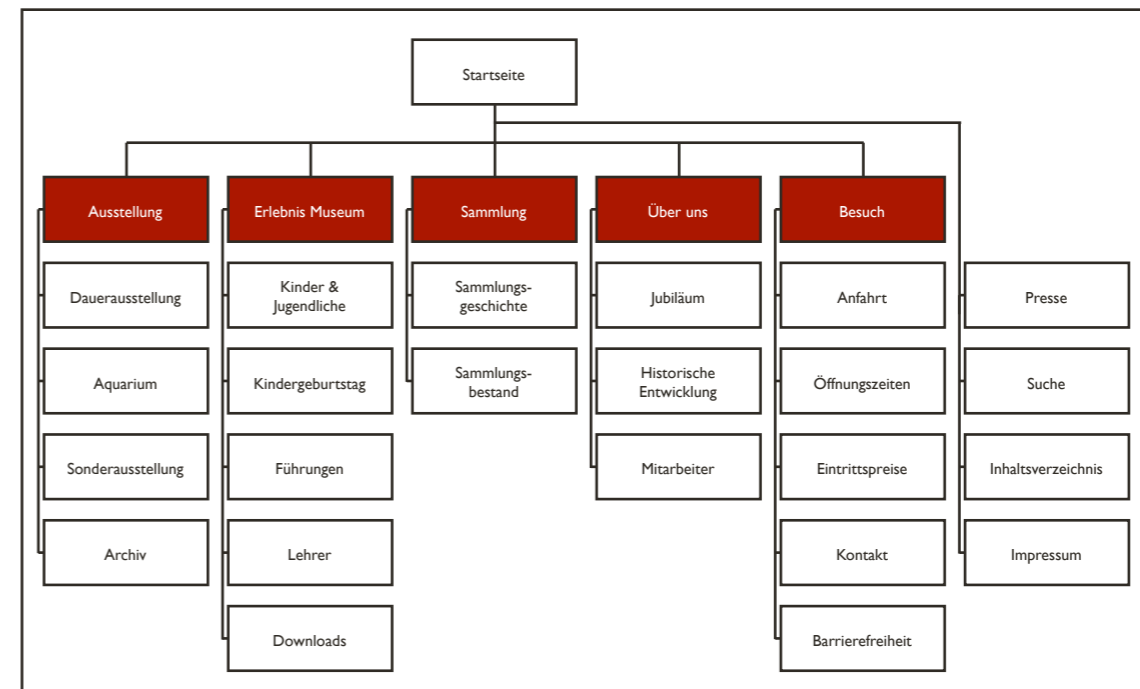 Startseite
Ausstellung
Erlebnis Museum
Sammlung
Über uns
Besuch
Dauerausstellung
Kinder &
Jugendliche
Sammlungs-
geschichte
Jubiläum
Anfahrt
Presse
Aquarium
Kindergeburtstag
Sammlungs-
bestand
Historische
Entwicklung
Öffnungszeiten
Suche
Sonderausstellung
Führungen
Mitarbeiter
Eintrittspreise
Inhaltsverzeichnis
Archiv
Lehrer
Kontakt
Impressum
Downloads
Barrierefreiheit